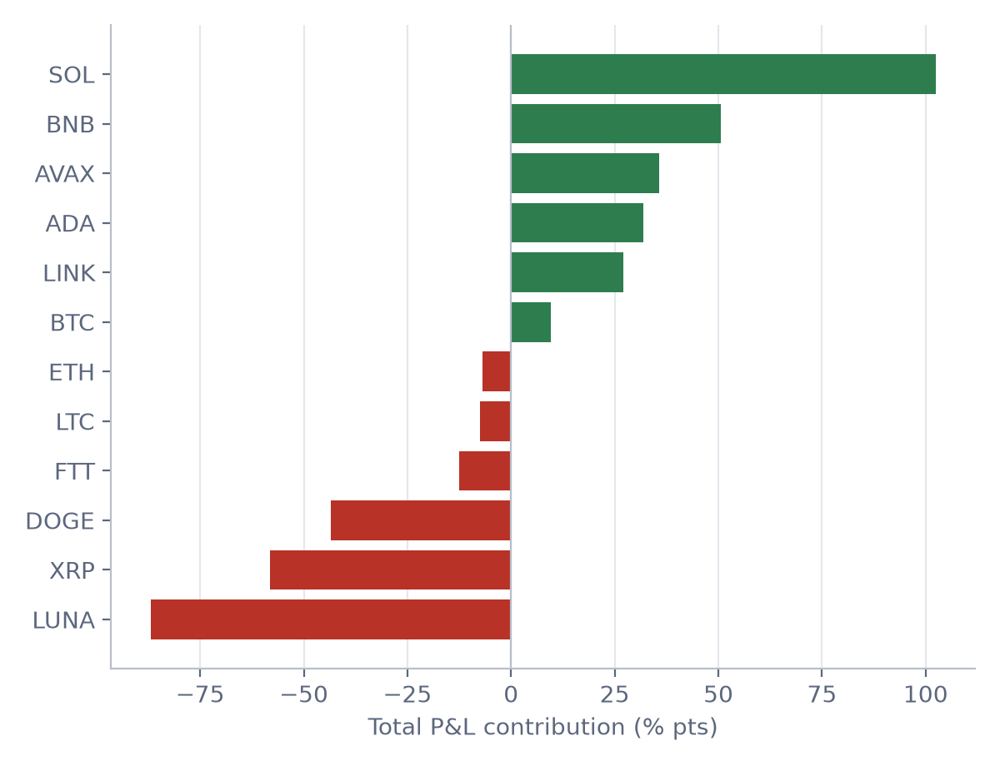 SOL
BNB
AVAX
ADA
LINK
BTC
ETH
LTC
FTT
DOGE
XRP
LUNA
−75 −50 −25 0 25 50 75 100
Total P&L contribution (% pts)